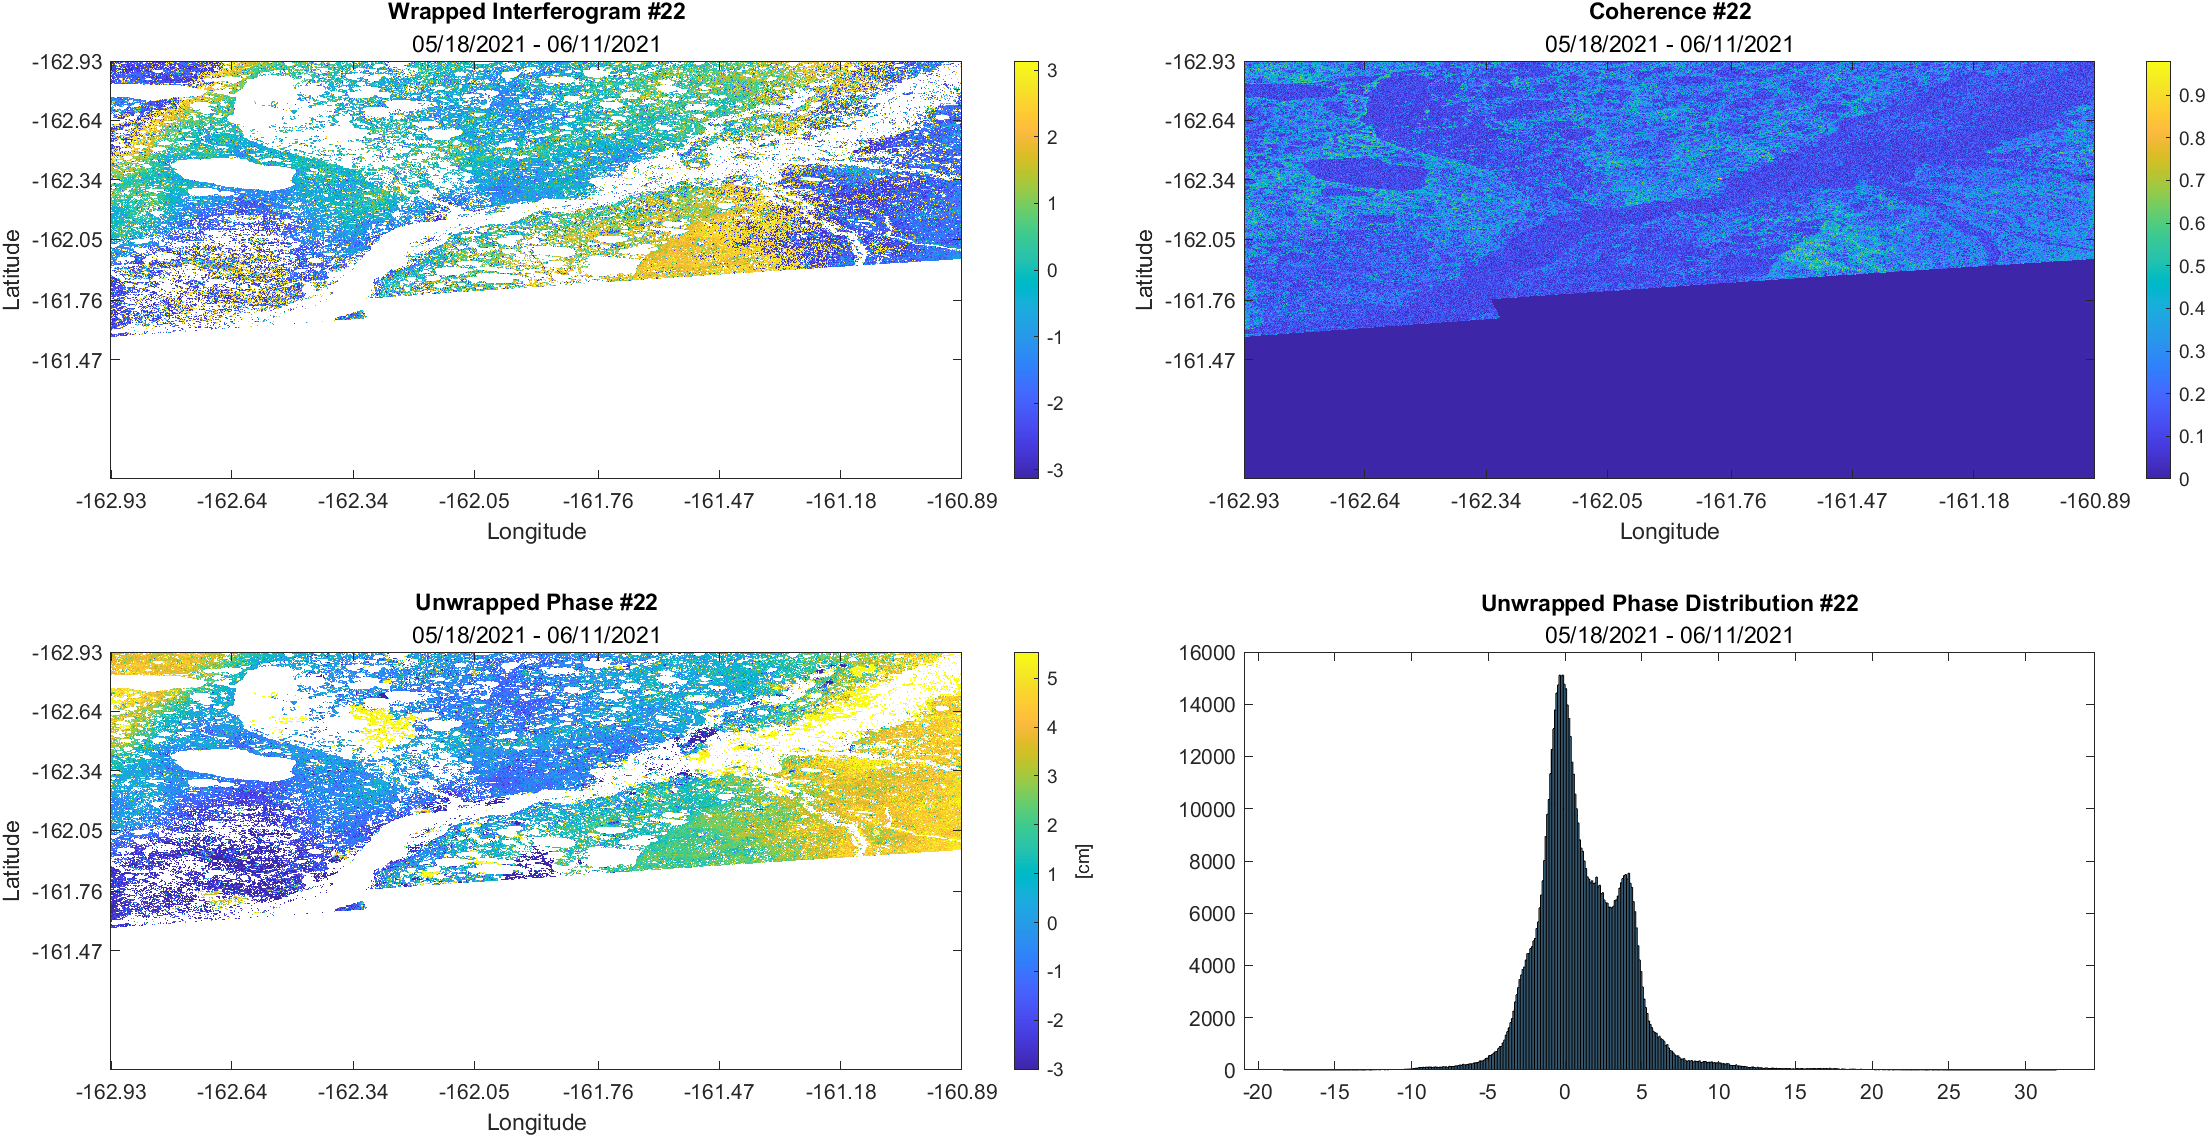 Wrapped Interferogram #22
05/18/2021 - 06/11/2021
-162.93
-162.64
-162.34
-162.05
-161.76
-161.47
Latitude
-162.93 -162.64 -162.34 -162.05 -161.76 -161.47 -161.18 -160.89
Longitude
3
2
1
0
-1
-2
-3
Coherence #22
05/18/2021 - 06/11/2021
-162.93
-162.64
-162.34
-162.05
-161.76
-161.47
Latitude
-162.93 -162.64 -162.34 -162.05 -161.76 -161.47 -161.18 -160.89
Longitude
0.9
0.8
0.7
0.6
0.5
0.4
0.3
0.2
0.1
0
Unwrapped Phase #22
05/18/2021 - 06/11/2021
-162.93
-162.64
-162.34
-162.05
-161.76
-161.47
Latitude
-162.93 -162.64 -162.34 -162.05 -161.76 -161.47 -161.18 -160.89
Longitude
5
4
3
2
1
0
-1
-2
-3
[cm]
Unwrapped Phase Distribution #22
05/18/2021 - 06/11/2021
16000
14000
12000
10000
8000
6000
4000
2000
0
-20 -15 -10 -5 0 5 10 15 20 25 30